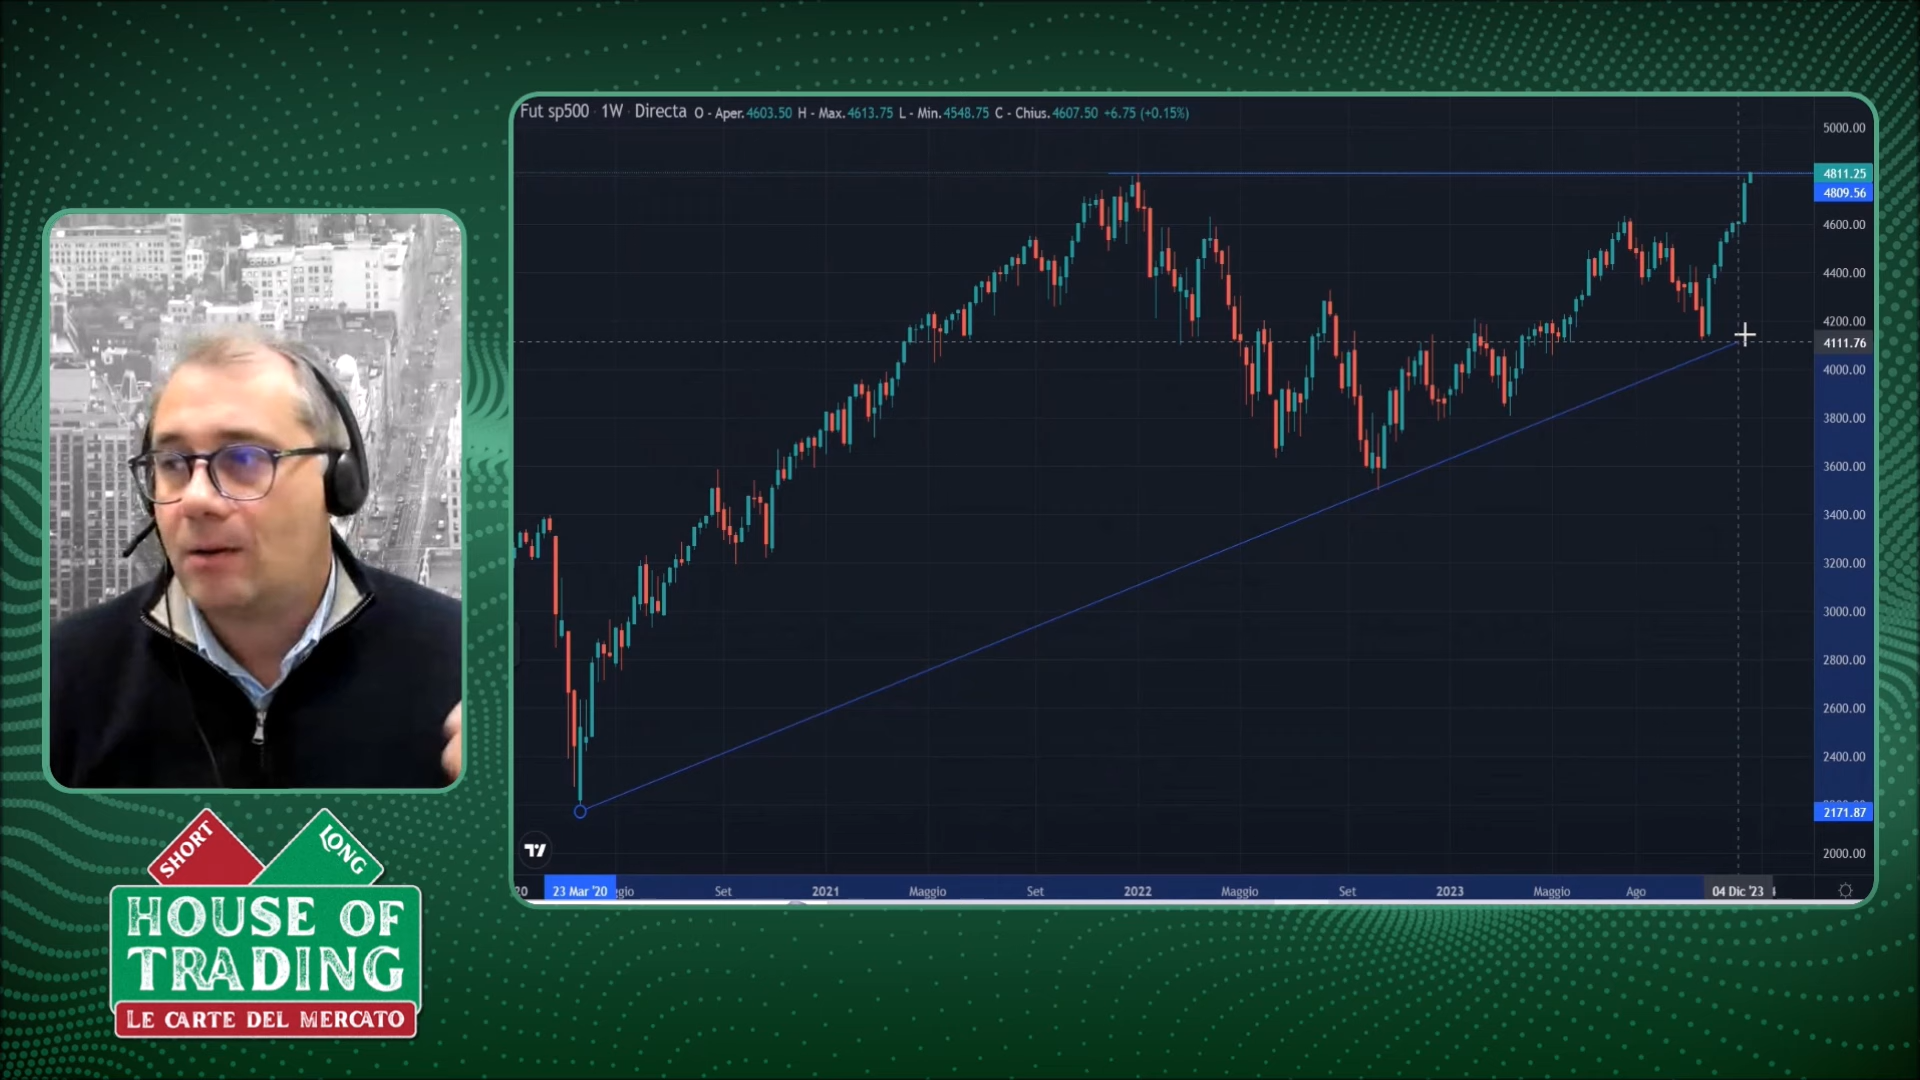 Fut sp500 · 1W · Directa O - Aper. 4603.50 H - Max. 4613.75 L - Min. 4548.75 C - Chius. 4607.50 +6.75 (+0.15%)
5000.00
4811.25
4809.56
4600.00
4400.00
4200.00
4111.76
4000.00
3800.00
3600.00
3400.00
3200.00
3000.00
2800.00
2600.00
2400.00
2171.87
2000.00
20 23 Mar '20 gio Set 2021 Maggio Set 2022 Maggio Set 2023 Maggio Ago 04 Dic '23
SHORT
LONG
HOUSE OF
TRADING
LE CARTE DEL MERCATO